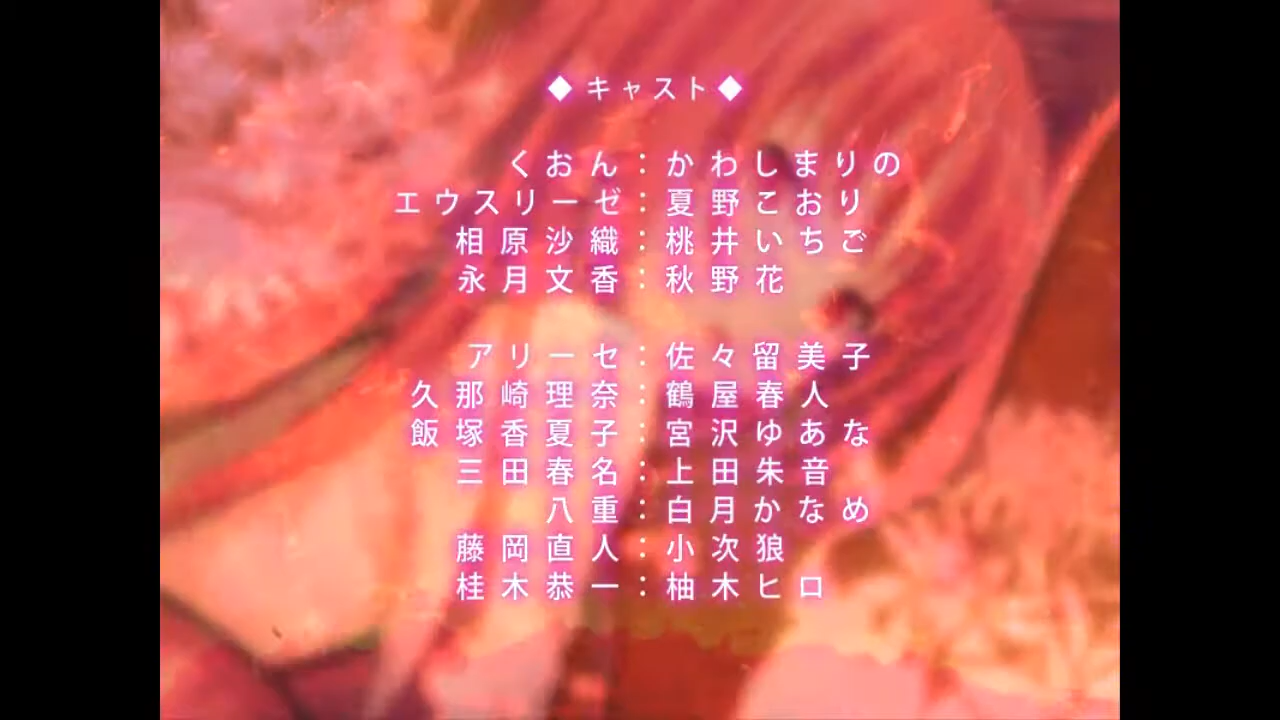 ◆キャスト◆
くおん：かわしまりの
エウスリーゼ：夏野こおり
相原沙織：桃井いちご
永月文香：秋野花
アリーセ：佐々留美子
久那崎理奈：鶴屋春人
飯塚香夏子：宮沢ゆあな
三田春名：上田朱音
八重：白月かなめ
藤岡直人：小次狼
桂木恭一：柚木ヒロ